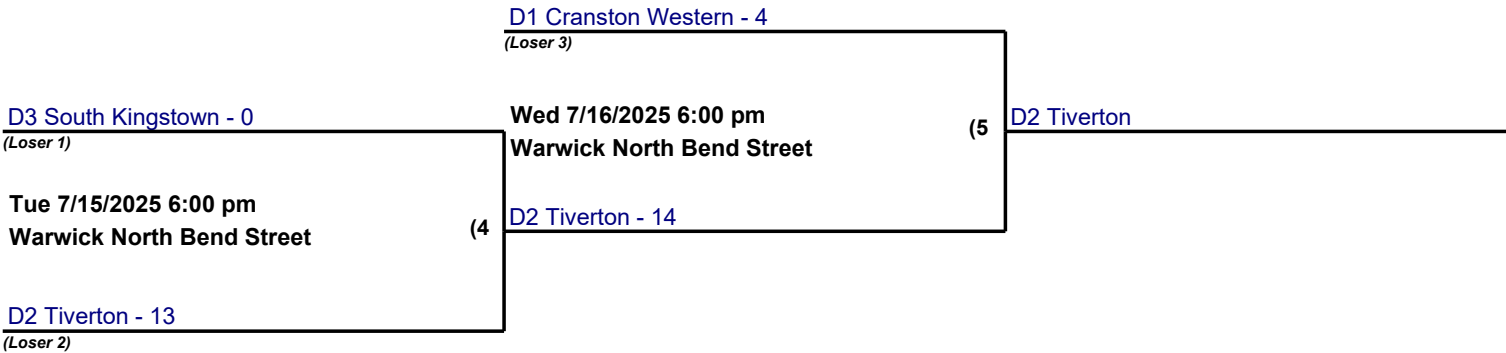 D1 Cranston Western - 4
(Loser 3)
D3 South Kingstown - 0
(Loser 1)
Wed 7/16/2025 6:00 pm
Warwick North Bend Street
(5
D2 Tiverton
Tue 7/15/2025 6:00 pm
Warwick North Bend Street
(4
D2 Tiverton - 14
D2 Tiverton - 13
(Loser 2)